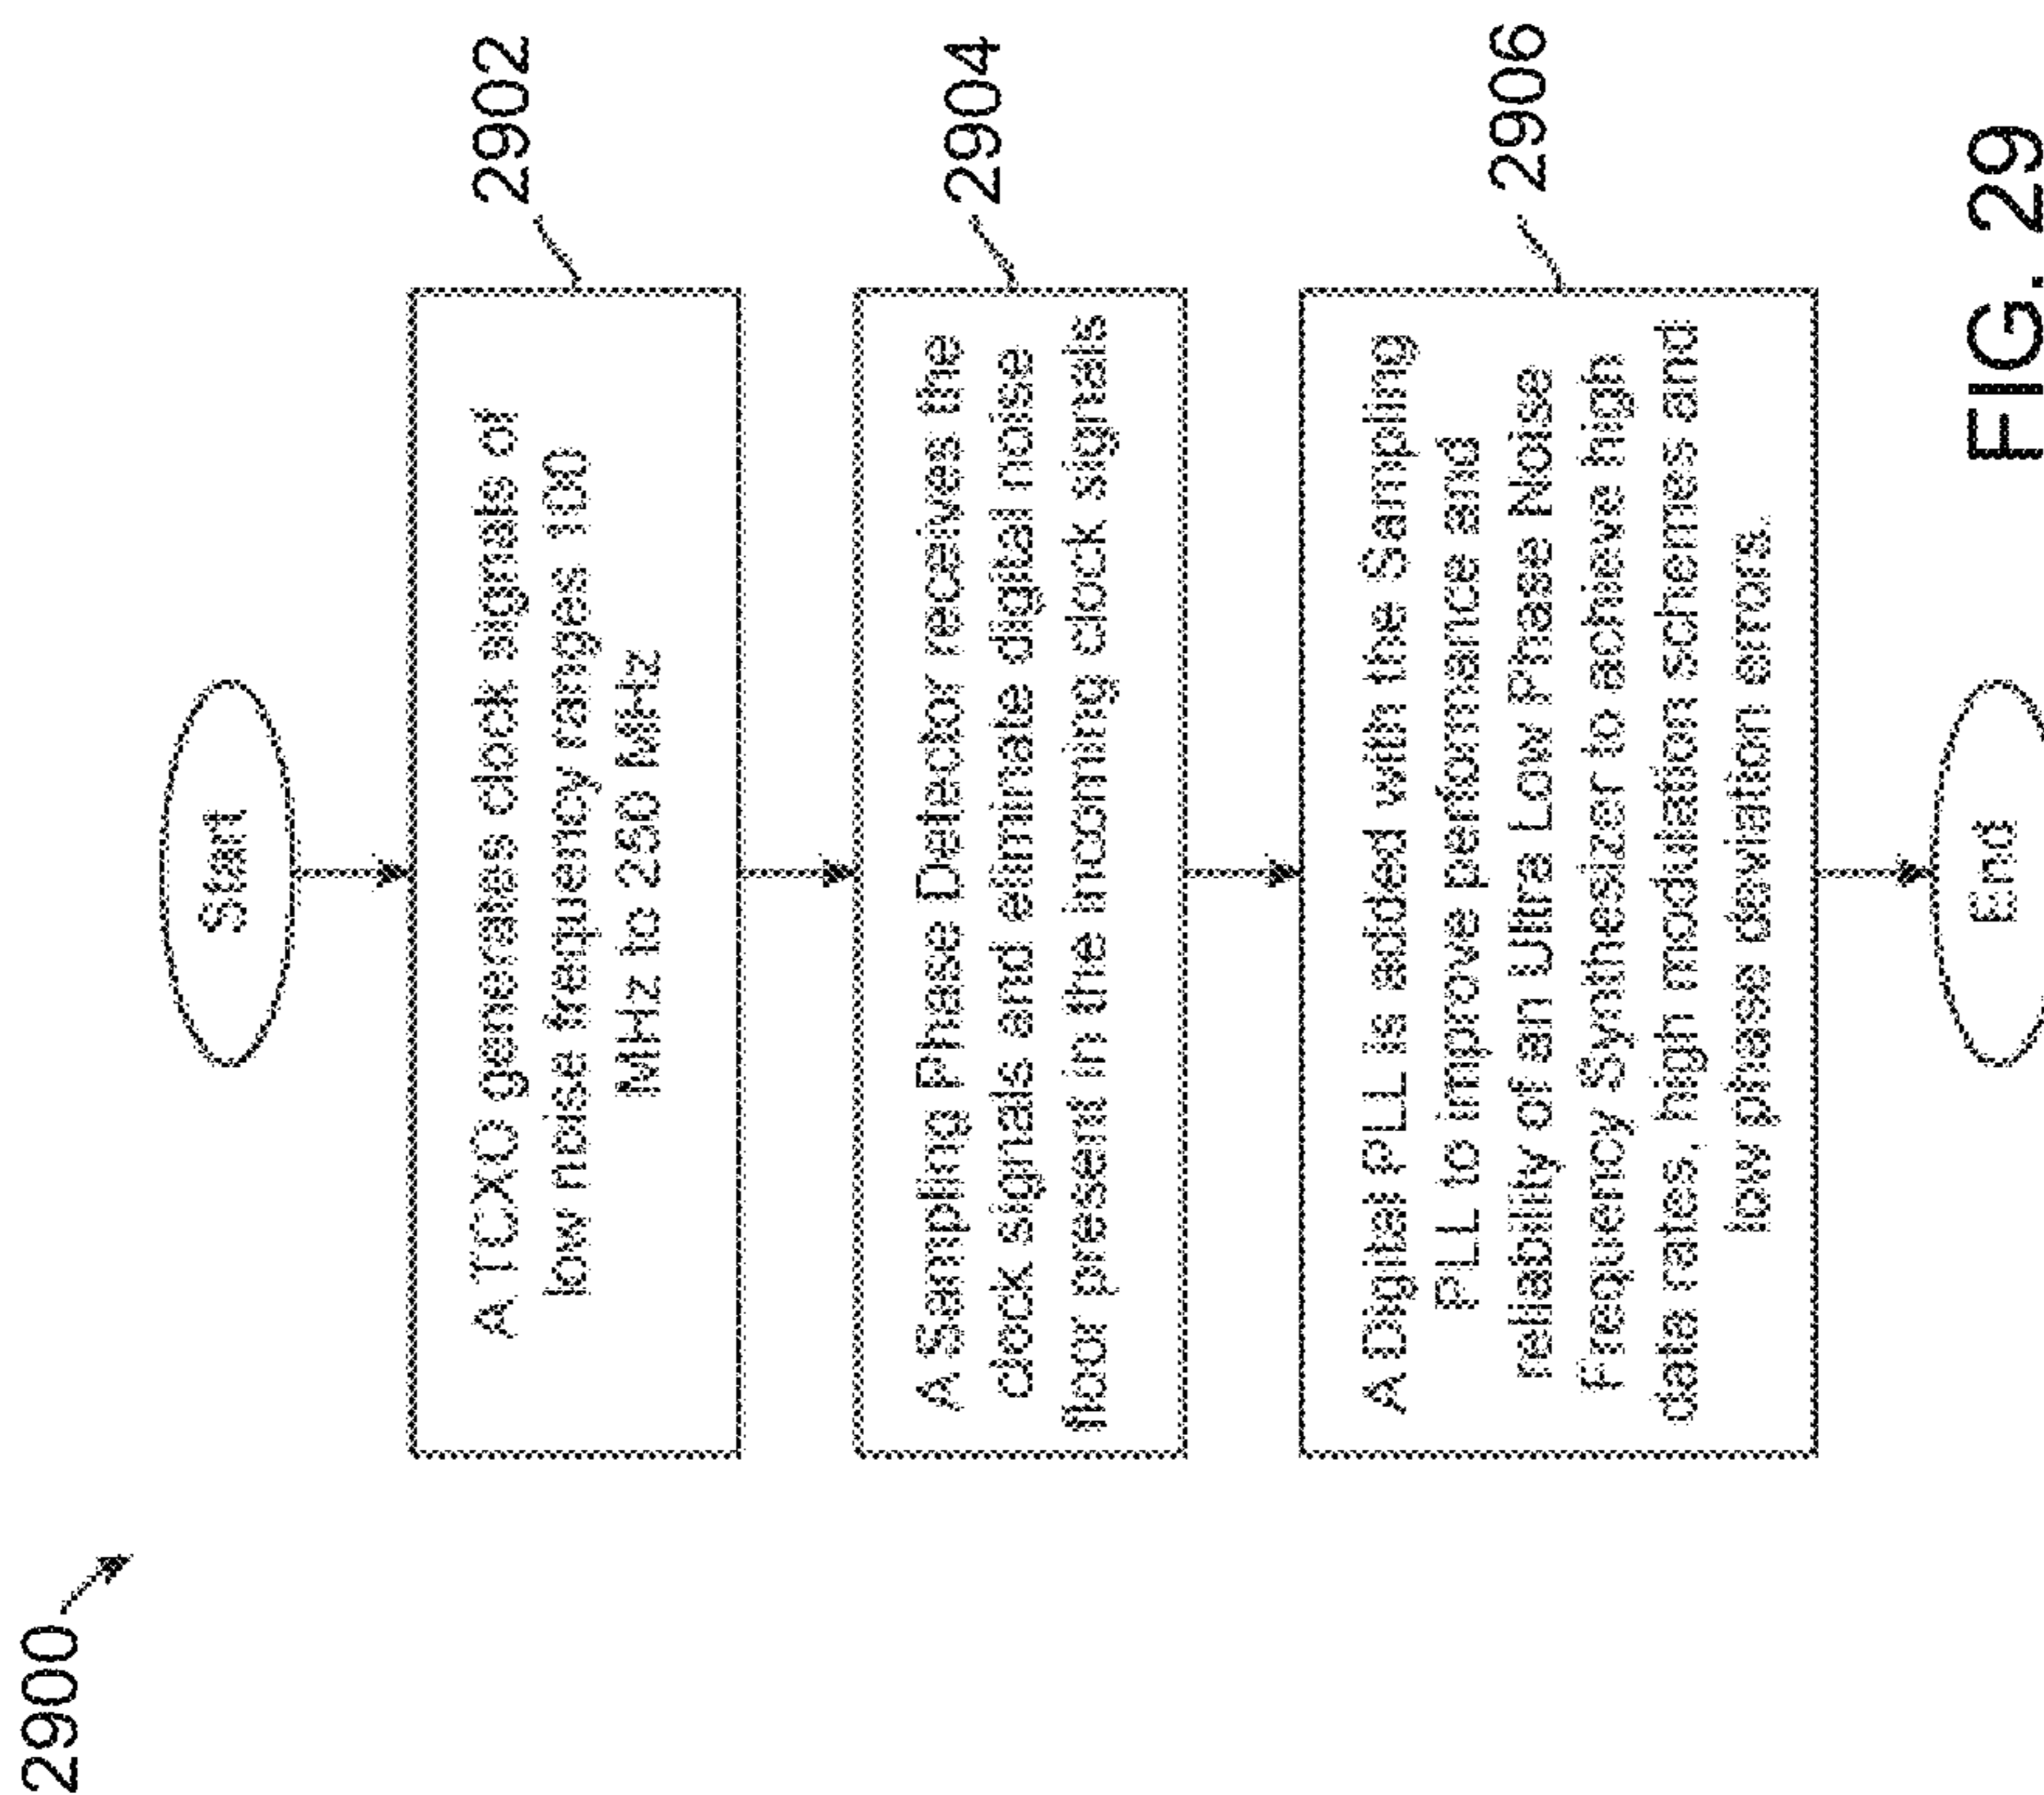 2900
Start
A TCXO generates clock signals of
low noise frequency ranges 100
MHz to 250 MHz
2902
A Sampling Phase Detector receives the
clock signals and eliminate digital noise
floor present in the incoming clock signals
2904
A Digital PLL is added with the Sampling
PLL to improve performance and
reliability of an Ultra Low Phase Noise
Frequency Synthesizer to achieve high
data rates, high modulation schemes and
low phase deviation errors.
2906
End
FIG. 29